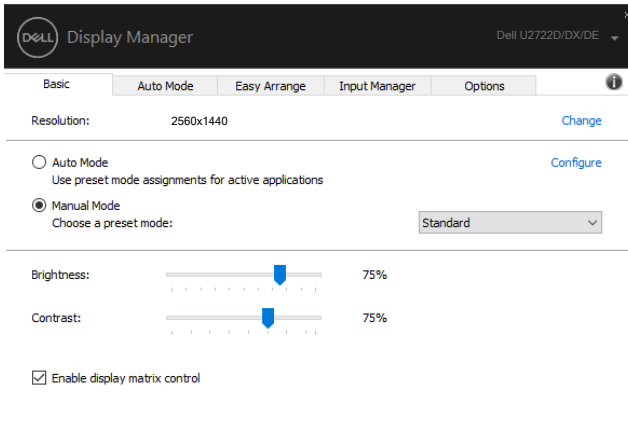 DELL Display Manager Dell U2722D/DX/DE
Basic Auto Mode Easy Arrange Input Manager Options
Resolution: 2560x1440 Change
Auto Mode Configure
Use preset mode assignments for active applications
Manual Mode
Choose a preset mode: Standard
Brightness: 75%
Contrast: 75%
Enable display matrix control